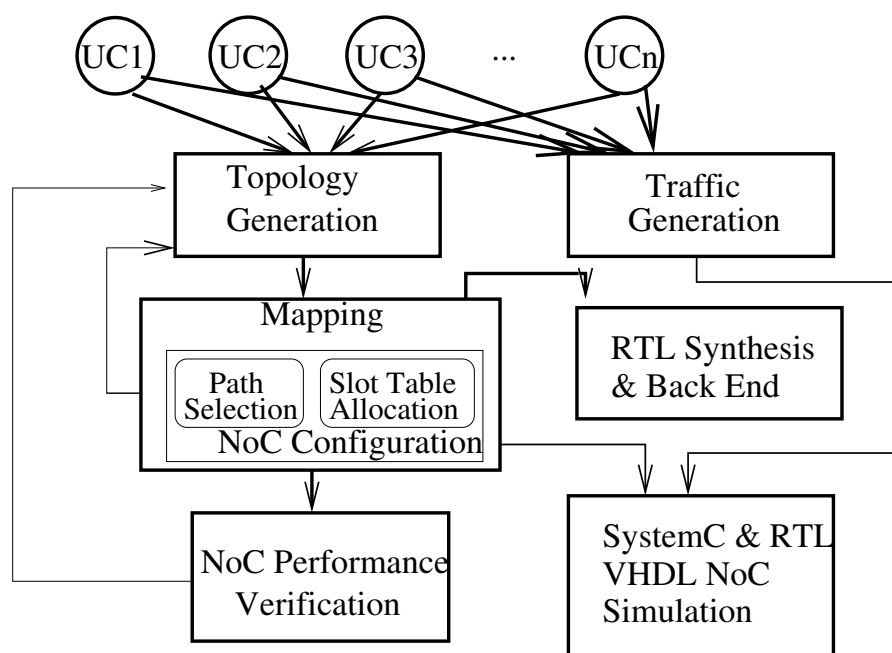 UC1 UC2 UC3 ... UCn
Topology
Generation
Traffic
Generation
Mapping
Path
Selection
Slot Table
Allocation
NoC Configuration
RTL Synthesis
& Back End
NoC Performance
Verification
SystemC & RTL
VHDL NoC
Simulation